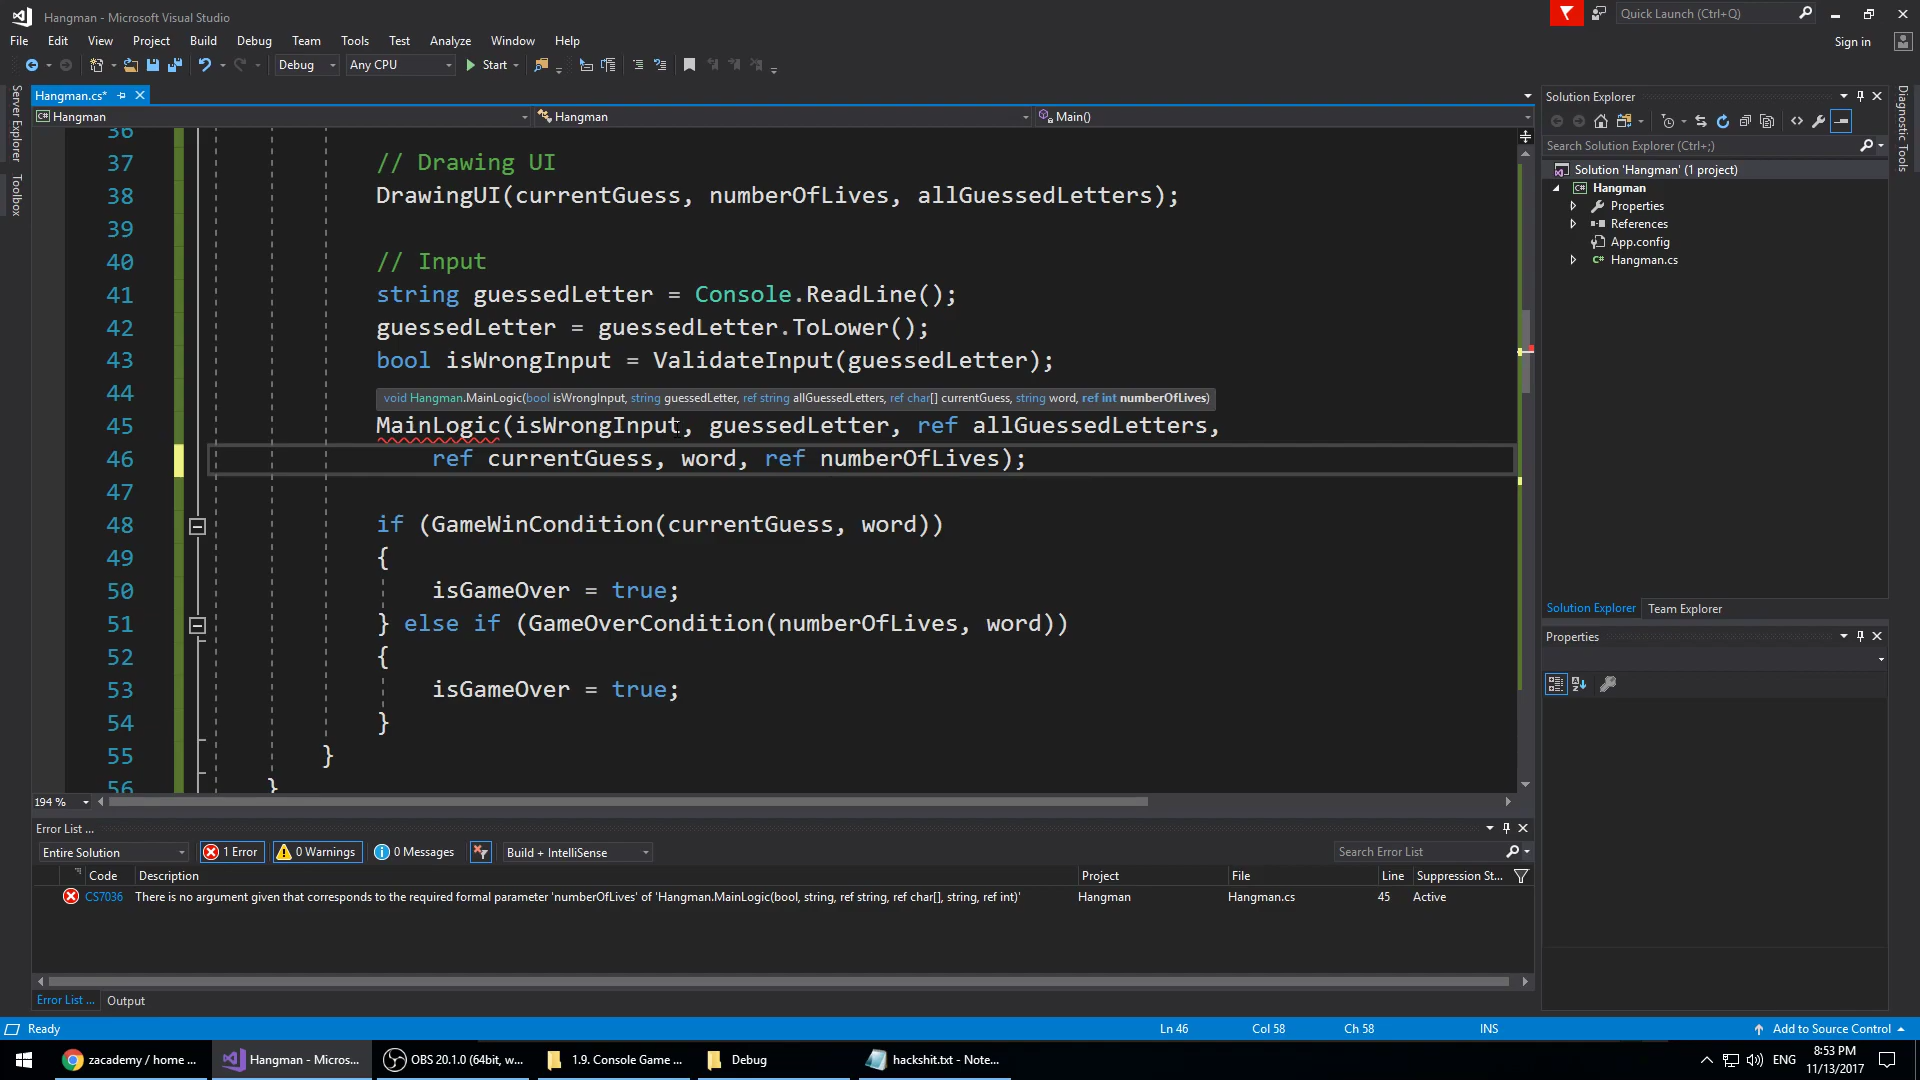 Hangman - Microsoft Visual Studio
Quick Launch (Ctrl+Q)
File Edit View Project Build Debug Team Tools Test Analyze Window Help
Sign in
Debug Any CPU Start
Server Explorer
Toolbox
Hangman.cs*
Hangman Hangman Main()
36
37 // Drawing UI
38 DrawingUI(currentGuess, numberOfLives, allGuessedLetters);
39
40 // Input
41 string guessedLetter = Console.ReadLine();
42 guessedLetter = guessedLetter.ToLower();
43 bool isWrongInput = ValidateInput(guessedLetter);
44
void Hangman.MainLogic(bool isWrongInput, string guessedLetter, ref string allGuessedLetters, ref char[] currentGuess, string word, ref int numberOfLives)
45 MainLogic(isWrongInput, guessedLetter, ref allGuessedLetters,
46 ref currentGuess, word, ref numberOfLives);
47
48 if (GameWinCondition(currentGuess, word))
49 {
50 isGameOver = true;
51 } else if (GameOverCondition(numberOfLives, word))
52 {
53 isGameOver = true;
54 }
55 }
56 }
194 %
Solution Explorer
Search Solution Explorer (Ctrl+;)
Solution 'Hangman' (1 project)
C# Hangman
Properties
References
App.config
C# Hangman.cs
Solution Explorer Team Explorer
Properties
Diagnostic Tools
Error List ...
Entire Solution 1 Error 0 Warnings 0 Messages Build + IntelliSense Search Error List
Code Description Project File Line Suppression St...
CS7036 There is no argument given that corresponds to the required formal parameter 'numberOfLives' of 'Hangman.MainLogic(bool, string, ref string, ref char[], string, ref int)' Hangman Hangman.cs 45 Active
Error List ... Output
Ready Ln 46 Col 58 Ch 58 INS Add to Source Control
zacademy / home ... Hangman - Micros... OBS 20.1.0 (64bit, w... 1.9. Console Game ... Debug hackshit.txt - Note... ENG 8:53 PM
11/13/2017